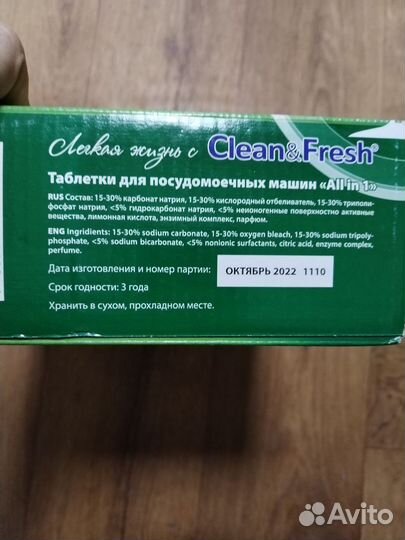 Легкая жизнь с Clean&Fresh®
Таблетки для посудомоечных машин «All in 1»
RUS Состав: 15-30% карбонат натрия, 15-30% кислородный отбеливатель, 15-30% триполи-
фосфат натрия, <5% гидрокарбонат натрия, <5% неионогенные поверхностно активные
вещества, лимонная кислота, энзимный комплекс, парфюм.
ENG Ingridients: 15-30% sodium carbonate, 15-30% oxygen bleach, 15-30% sodium tripoly-
phosphate, <5% sodium bicarbonate, <5% nonionic surfactants, citric acid, enzyme complex,
perfume.
Дата изготовления и номер партии: ОКТЯБРЬ 2022 1110
Срок годности: 3 года
Хранить в сухом, прохладном месте.
Avito